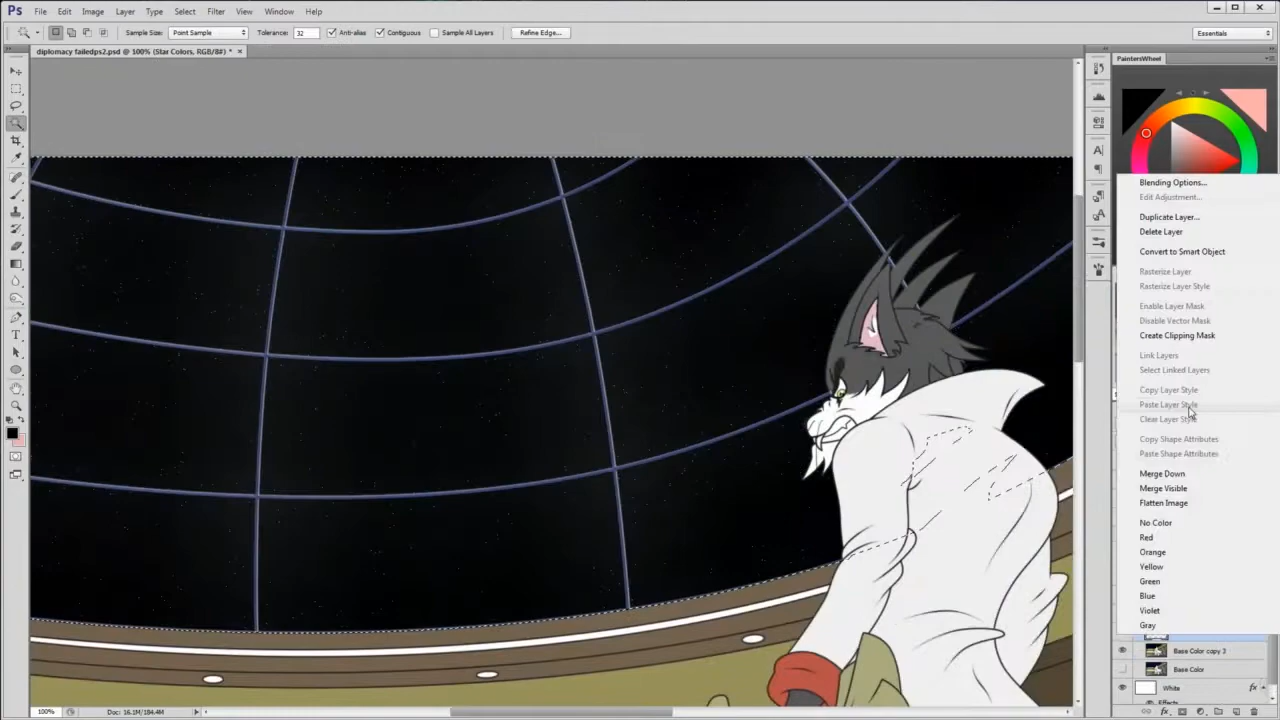 Ps File Edit Image Layer Type Select Filter 3D View Window Help
Sample Size: Point Sample Tolerance: 32 Anti-alias Contiguous Sample All Layers Refine Edge... Essentials
diplomacy failedps2.psd @ 100% (Star Colors, RGB/8#) * ×
PaintersWheel
Blending Options...
Edit Adjustment...
Duplicate Layer...
Delete Layer
Convert to Smart Object
Rasterize Layer
Rasterize Layer Style
Enable Layer Mask
Disable Vector Mask
Create Clipping Mask
Link Layers
Select Linked Layers
Copy Layer Style
Paste Layer Style
Clear Layer Style
Copy Shape Attributes
Paste Shape Attributes
Merge Down
Merge Visible
Flatten Image
No Color
Red
Orange
Yellow
Green
Blue
Violet
Gray
Base Color copy 2
Base Color
White fx
Effects
100% Doc: 16.1M/184.4M